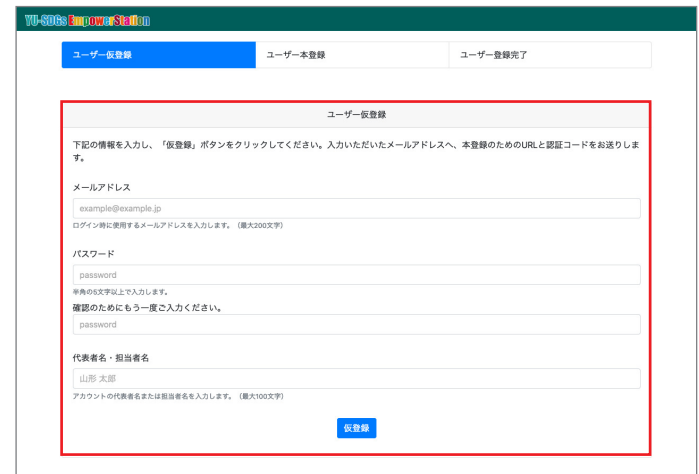 YU-SDGs EmpowerStation
ユーザー仮登録 ユーザー本登録 ユーザー登録完了
ユーザー仮登録
下記の情報を入力し、「仮登録」ボタンをクリックしてください。入力いただいたメールアドレスへ、本登録のためのURLと認証コードをお送りしま
す。
メールアドレス
example@example.jp
ログイン時に使用するメールアドレスを入力します。（最大200文字）
パスワード
password
半角の5文字以上で入力します。
確認のためにもう一度ご入力ください。
password
代表者名・担当者名
山形 太郎
アカウントの代表者名または担当者名を入力します。（最大100文字）
仮登録